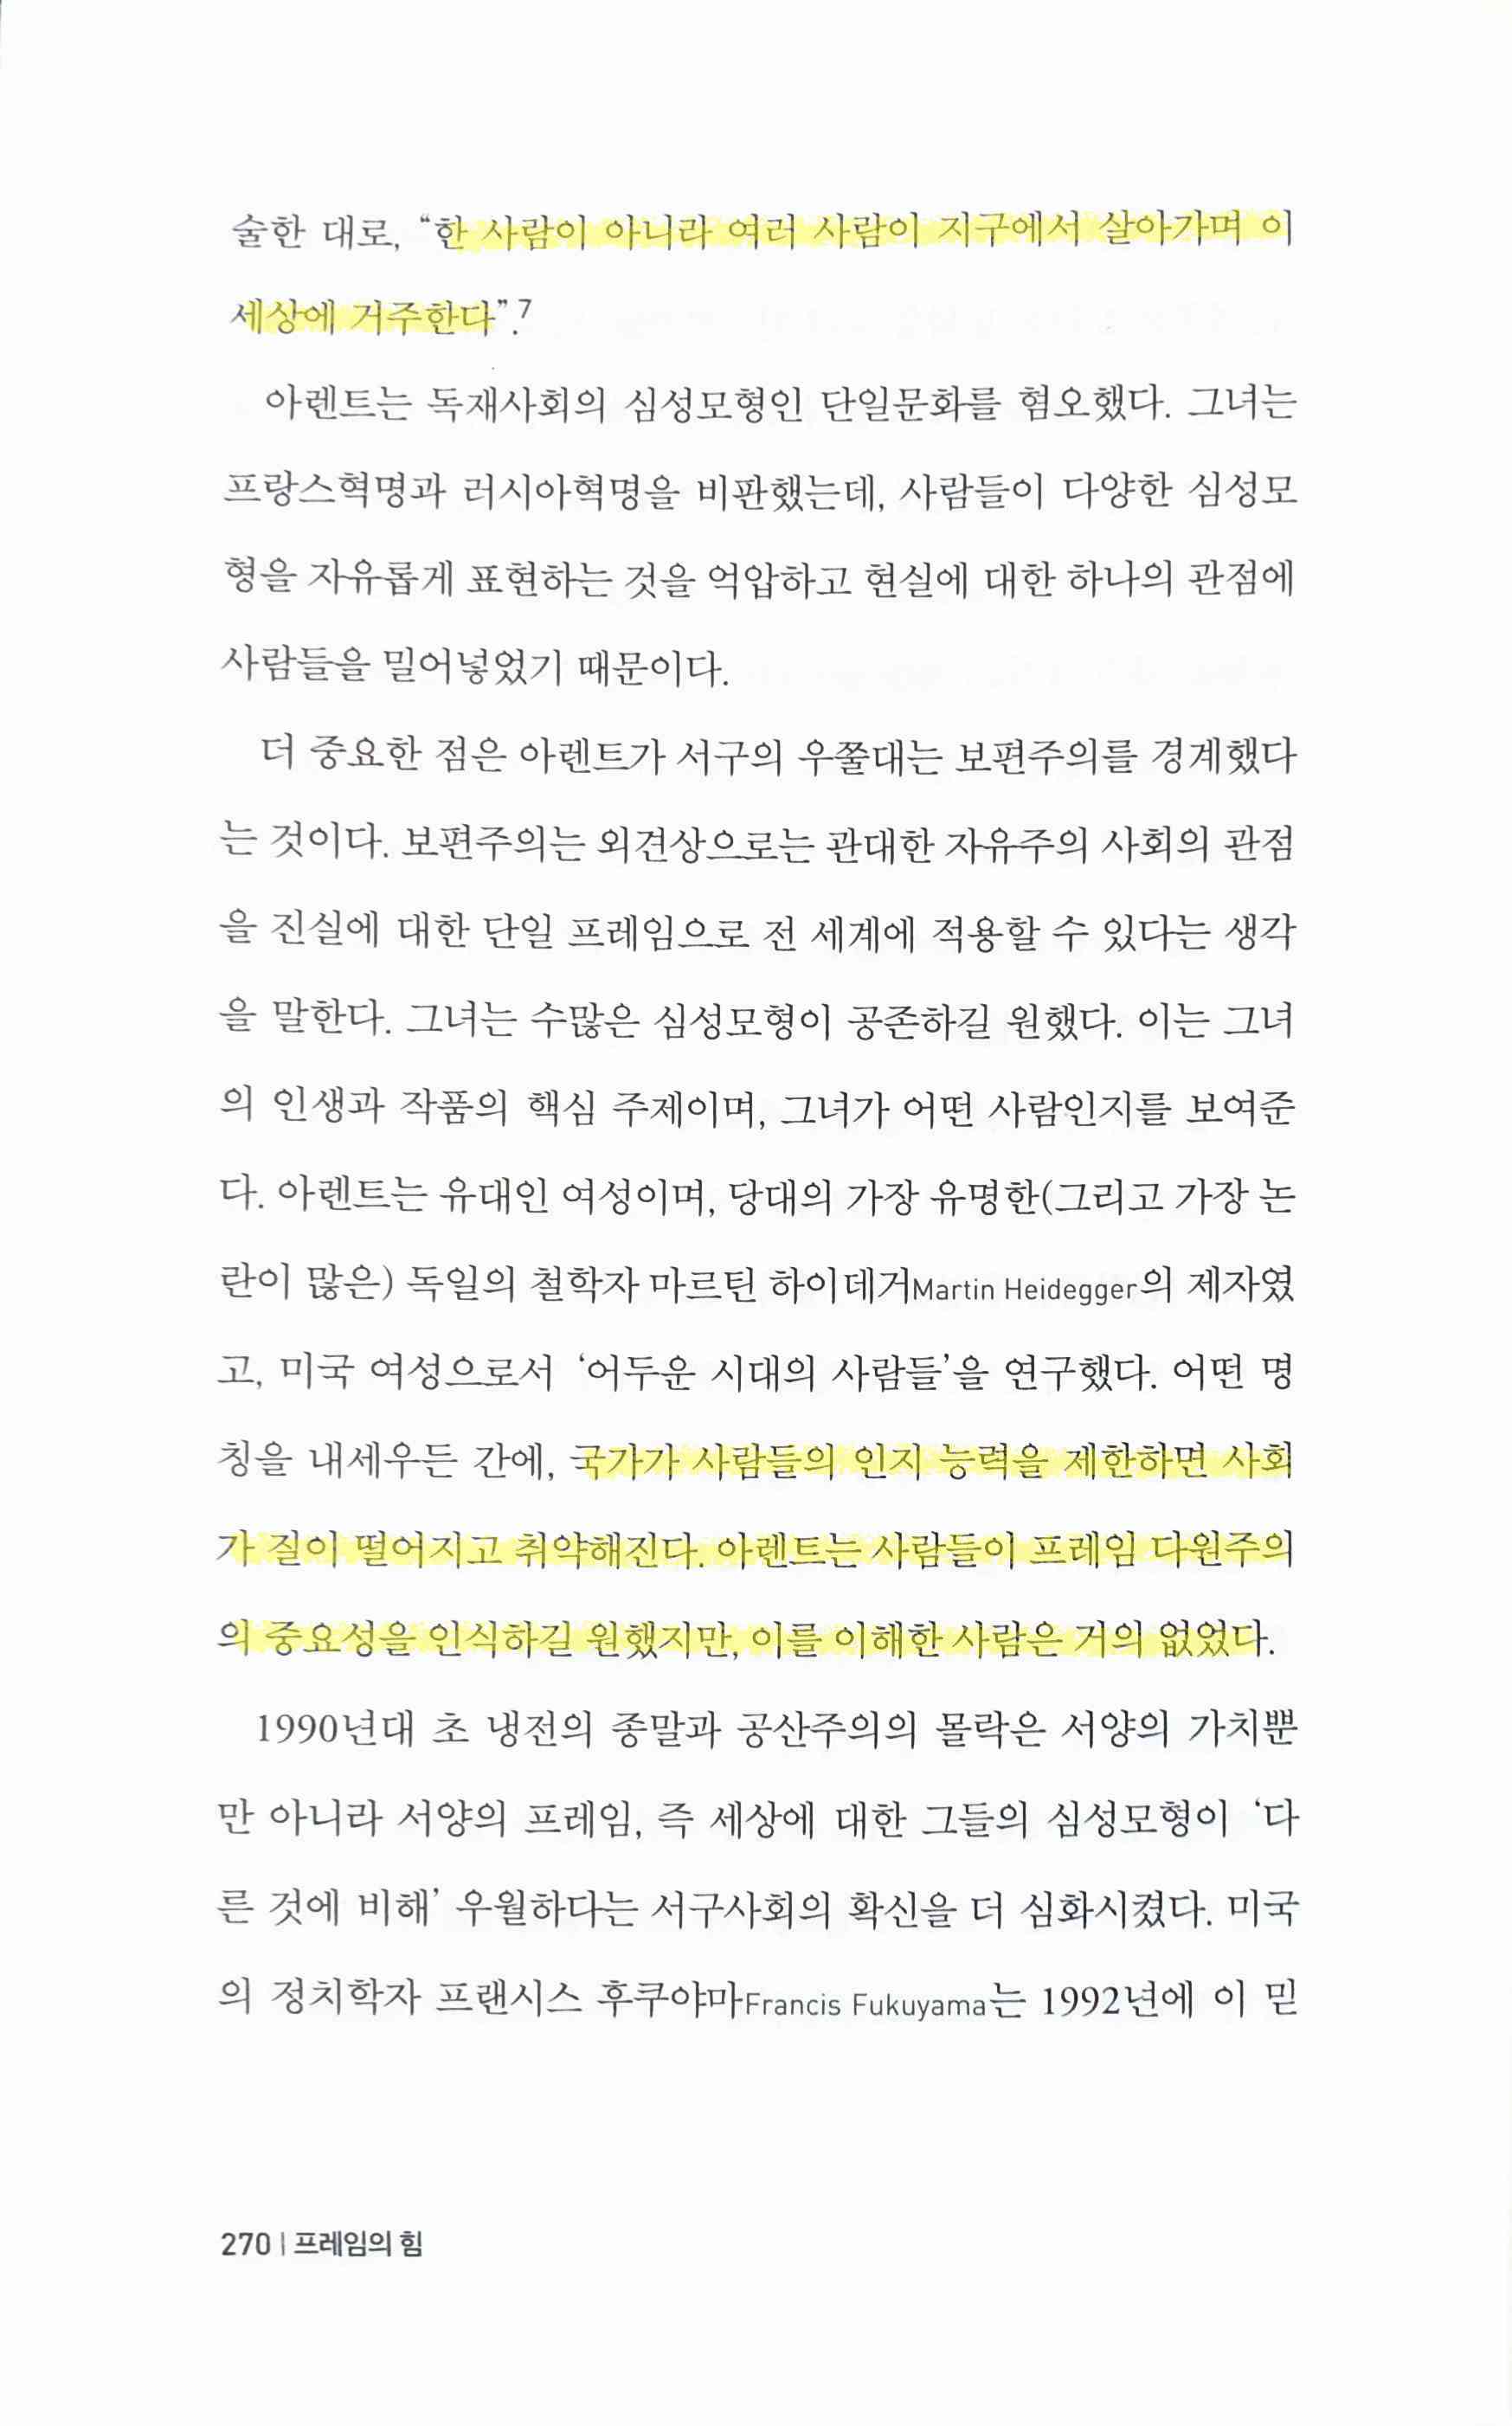 술한 대로, “한 사람이 아니라 여러 사람이 지구에서 살아가며 이
세상에 거주한다”.7
아렌트는 독재사회의 심성모형인 단일문화를 혐오했다. 그녀는
프랑스혁명과 러시아혁명을 비판했는데, 사람들이 다양한 심성모
형을 자유롭게 표현하는 것을 억압하고 현실에 대한 하나의 관점에
사람들을 밀어넣었기 때문이다.
더 중요한 점은 아렌트가 서구의 우쭐대는 보편주의를 경계했다
는 것이다. 보편주의는 외견상으로는 관대한 자유주의 사회의 관점
을 진실에 대한 단일 프레임으로 전 세계에 적용할 수 있다는 생각
을 말한다. 그녀는 수많은 심성모형이 공존하길 원했다. 이는 그녀
의 인생과 작품의 핵심 주제이며, 그녀가 어떤 사람인지를 보여준
다. 아렌트는 유대인 여성이며, 당대의 가장 유명한(그리고 가장 논
란이 많은) 독일의 철학자 마르틴 하이데거Martin Heidegger의 제자였
고, 미국 여성으로서 ‘어두운 시대의 사람들’을 연구했다. 어떤 명
칭을 내세우든 간에, 국가가 사람들의 인지 능력을 제한하면 사회
가 질이 떨어지고 취약해진다. 아렌트는 사람들이 프레임 다원주의
의 중요성을 인식하길 원했지만, 이를 이해한 사람은 거의 없었다.
1990년대 초 냉전의 종말과 공산주의의 몰락은 서양의 가치뿐
만 아니라 서양의 프레임, 즉 세상에 대한 그들의 심성모형이 ‘다
른 것에 비해’ 우월하다는 서구사회의 확신을 더 심화시켰다. 미국
의 정치학자 프랜시스 후쿠야마Francis Fukuyama는 1992년에 이 믿
270 | 프레임의 힘